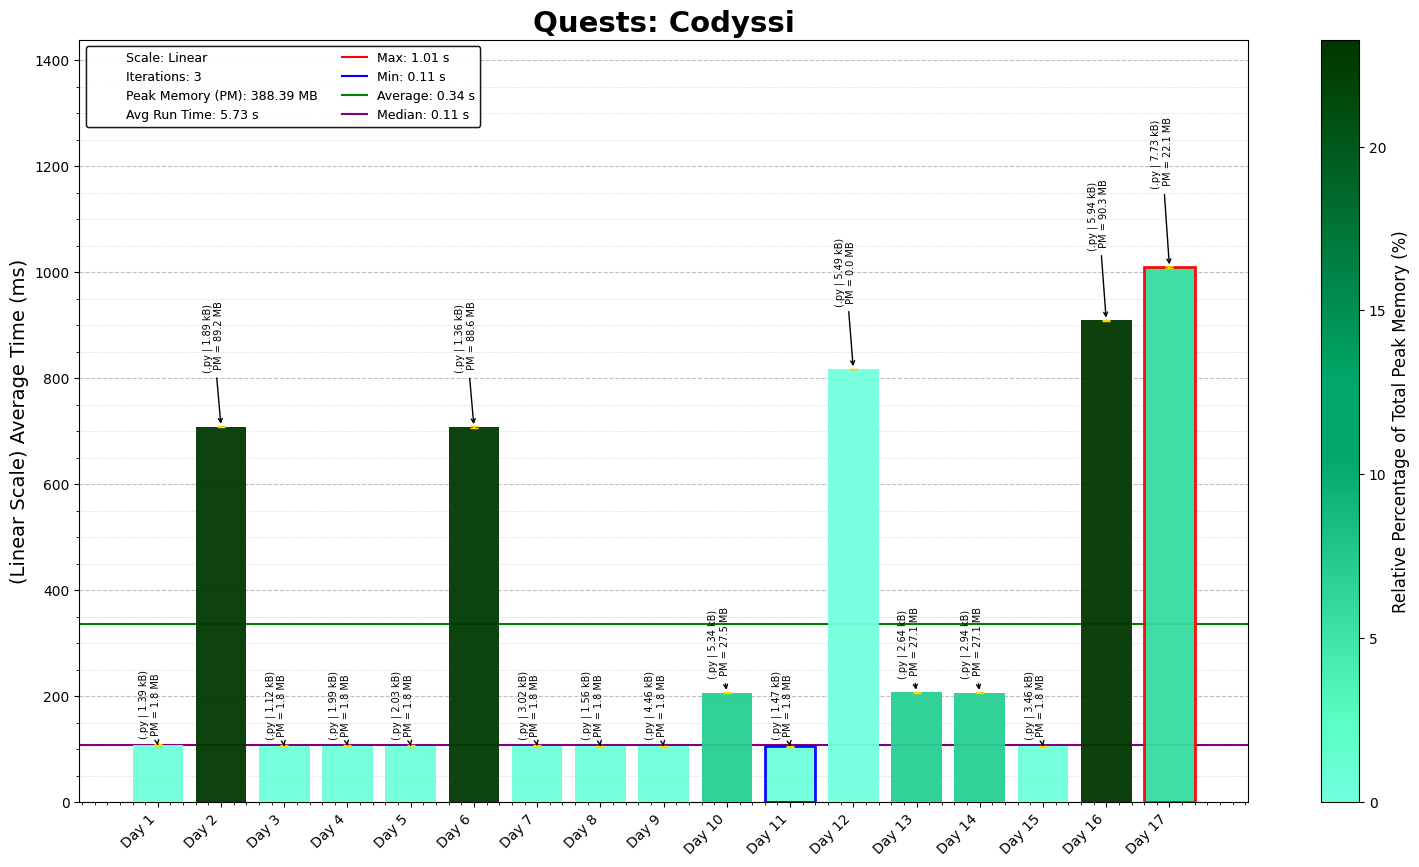 Quests: Codyssi
Scale: Linear
Iterations: 3
Peak Memory (PM): 388.39 MB
Avg Run Time: 5.73 s
Max: 1.01 s
Min: 0.11 s
Average: 0.34 s
Median: 0.11 s
(Linear Scale) Average Time (ms)
1400
1200
1000
800
600
400
200
0
(.py | 1.39 kB)
PM = 1.8 MB
(.py | 1.89 kB)
PM = 89.2 MB
(.py | 1.12 kB)
PM = 1.8 MB
(.py | 1.99 kB)
PM = 1.8 MB
(.py | 2.03 kB)
PM = 1.8 MB
(.py | 1.36 kB)
PM = 88.6 MB
(.py | 3.02 kB)
PM = 1.8 MB
(.py | 1.56 kB)
PM = 1.8 MB
(.py | 4.46 kB)
PM = 1.8 MB
(.py | 5.34 kB)
PM = 27.5 MB
(.py | 1.47 kB)
PM = 1.8 MB
(.py | 5.49 kB)
PM = 0.0 MB
(.py | 2.64 kB)
PM = 27.1 MB
(.py | 2.94 kB)
PM = 27.1 MB
(.py | 3.46 kB)
PM = 1.8 MB
(.py | 5.94 kB)
PM = 90.3 MB
(.py | 7.73 kB)
PM = 22.1 MB
Day 1
Day 2
Day 3
Day 4
Day 5
Day 6
Day 7
Day 8
Day 9
Day 10
Day 11
Day 12
Day 13
Day 14
Day 15
Day 16
Day 17
20
15
10
5
0
Relative Percentage of Total Peak Memory (%)